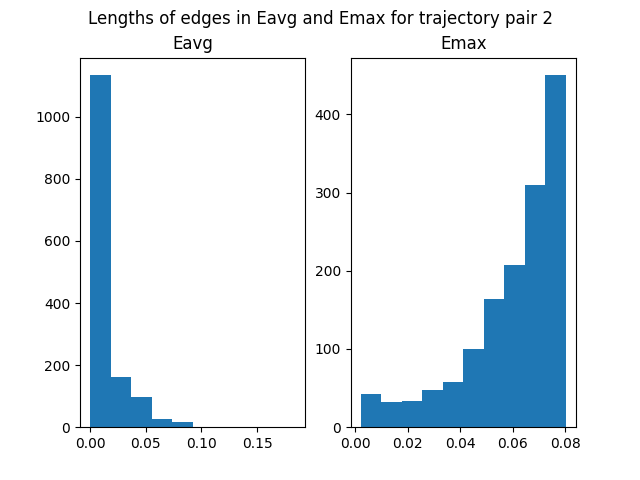 Lengths of edges in Eavg and Emax for trajectory pair 2
Eavg
Emax
1000
800
600
400
200
0
0.00 0.05 0.10 0.15
400
300
200
100
0
0.00 0.02 0.04 0.06 0.08